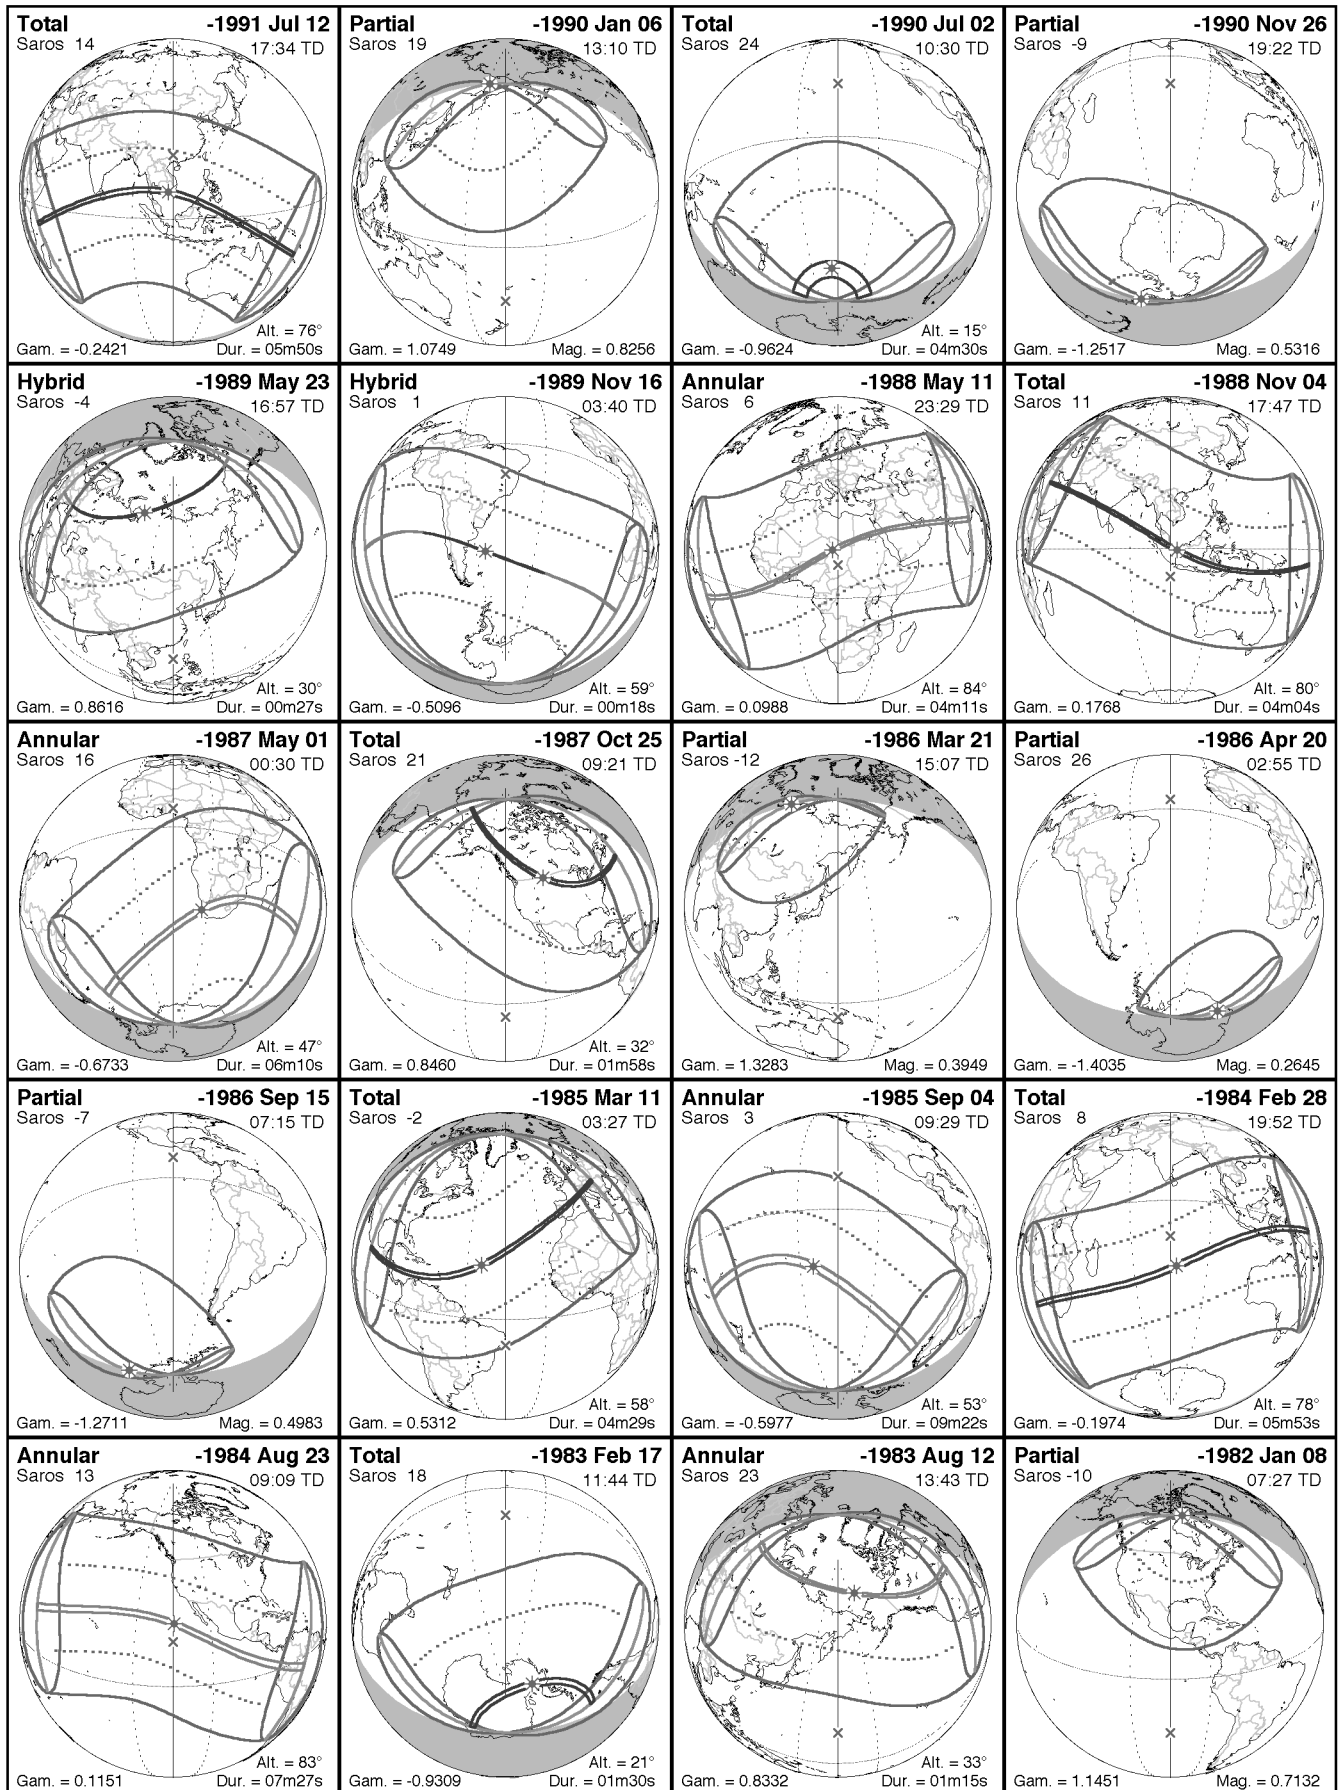 Total -1991 Jul 12
Saros 14 17:34 TD
Alt. = 76°
Gam. = -0.2421 Dur. = 05m50s
Partial -1990 Jan 06
Saros 19 13:10 TD
Gam. = 1.0749 Mag. = 0.8256
Total -1990 Jul 02
Saros 24 10:30 TD
Alt. = 15°
Gam. = -0.9624 Dur. = 04m30s
Partial -1990 Nov 26
Saros -9 19:22 TD
Gam. = -1.2517 Mag. = 0.5316
Hybrid -1989 May 23
Saros -4 16:57 TD
Alt. = 30°
Gam. = 0.8616 Dur. = 00m27s
Hybrid -1989 Nov 16
Saros 1 03:40 TD
Alt. = 59°
Gam. = -0.5096 Dur. = 00m18s
Annular -1988 May 11
Saros 6 23:29 TD
Alt. = 84°
Gam. = 0.0988 Dur. = 04m11s
Total -1988 Nov 04
Saros 11 17:47 TD
Alt. = 80°
Gam. = 0.1768 Dur. = 04m04s
Annular -1987 May 01
Saros 16 00:30 TD
Alt. = 47°
Gam. = -0.6733 Dur. = 06m10s
Total -1987 Oct 25
Saros 21 09:21 TD
Alt. = 32°
Gam. = 0.8460 Dur. = 01m58s
Partial -1986 Mar 21
Saros -12 15:07 TD
Gam. = 1.3283 Mag. = 0.3949
Partial -1986 Apr 20
Saros 26 02:55 TD
Gam. = -1.4035 Mag. = 0.2645
Partial -1986 Sep 15
Saros -7 07:15 TD
Gam. = -1.2711 Mag. = 0.4983
Total -1985 Mar 11
Saros -2 03:27 TD
Alt. = 58°
Gam. = 0.5312 Dur. = 04m29s
Annular -1985 Sep 04
Saros 3 09:29 TD
Alt. = 53°
Gam. = -0.5977 Dur. = 09m22s
Total -1984 Feb 28
Saros 8 19:52 TD
Alt. = 78°
Gam. = -0.1974 Dur. = 05m53s
Annular -1984 Aug 23
Saros 13 09:09 TD
Alt. = 83°
Gam. = 0.1151 Dur. = 07m27s
Total -1983 Feb 17
Saros 18 11:44 TD
Alt. = 21°
Gam. = -0.9309 Dur. = 01m30s
Annular -1983 Aug 12
Saros 23 13:43 TD
Alt. = 33°
Gam. = 0.8332 Dur. = 01m15s
Partial -1982 Jan 08
Saros -10 07:27 TD
Gam. = 1.1451 Mag. = 0.7132